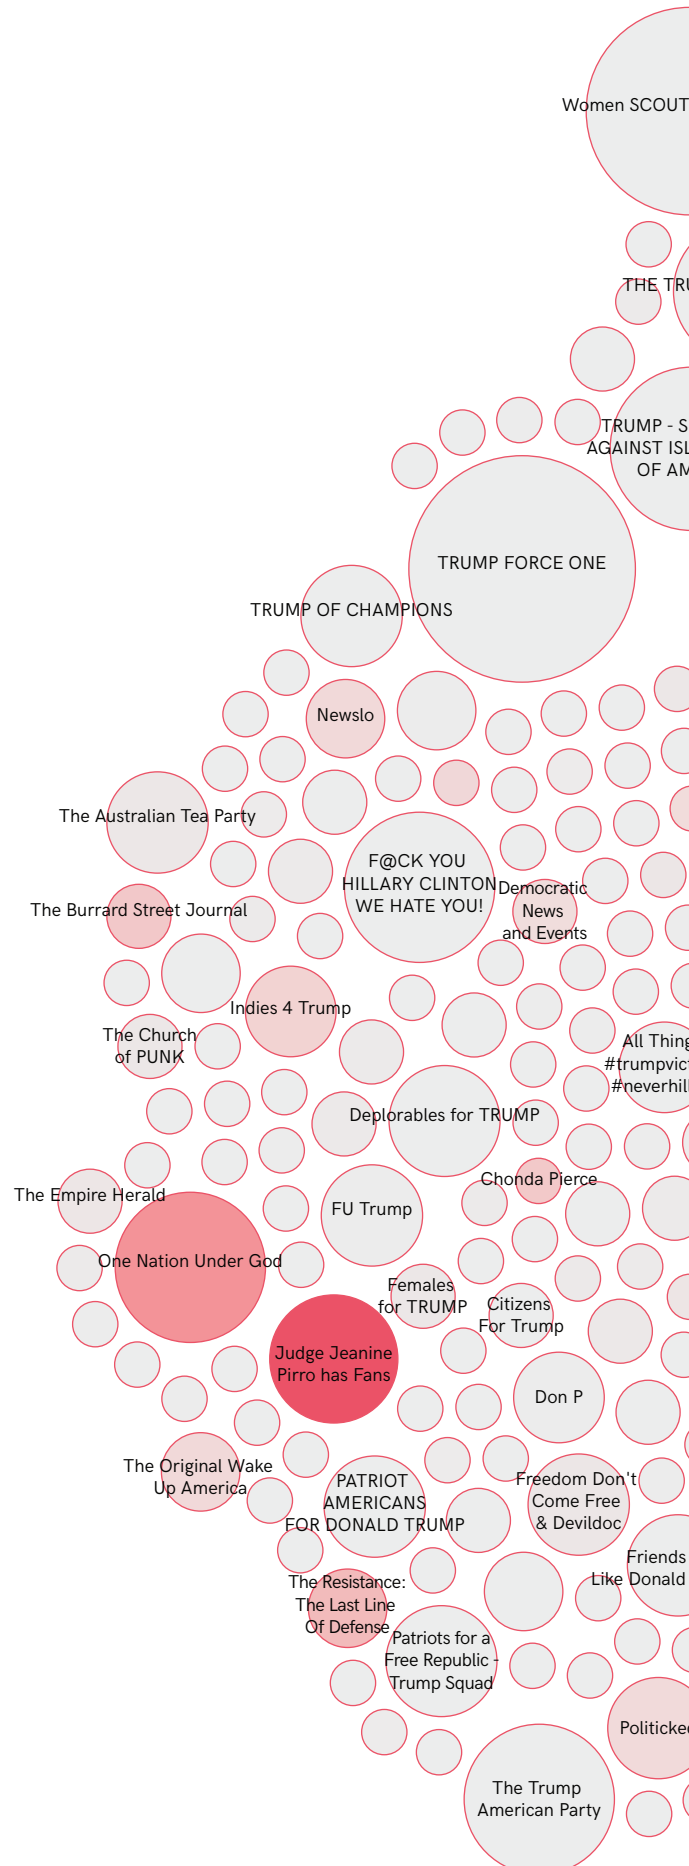 Women SCOUT
THE TRU
TRUMP - S
AGAINST ISL
OF AM
TRUMP FORCE ONE
TRUMP OF CHAMPIONS
Newslo
The Australian Tea Party
F@CK YOU
HILLARY CLINTON
WE HATE YOU!
Democratic
News
and Events
The Burrard Street Journal
Indies 4 Trump
The Church
of PUNK
All Thing
#trumpvict
#neverhill
Deplorables for TRUMP
Chonda Pierce
The Empire Herald
FU Trump
One Nation Under God
Females
for TRUMP
Citizens
For Trump
Judge Jeanine
Pirro has Fans
Don P
The Original Wake
Up America
PATRIOT
AMERICANS
FOR DONALD TRUMP
Freedom Don't
Come Free
& Devildoc
Friends
Like Donald
The Resistance:
The Last Line
Of Defense
Patriots for a
Free Republic -
Trump Squad
Politicked
The Trump
American Party